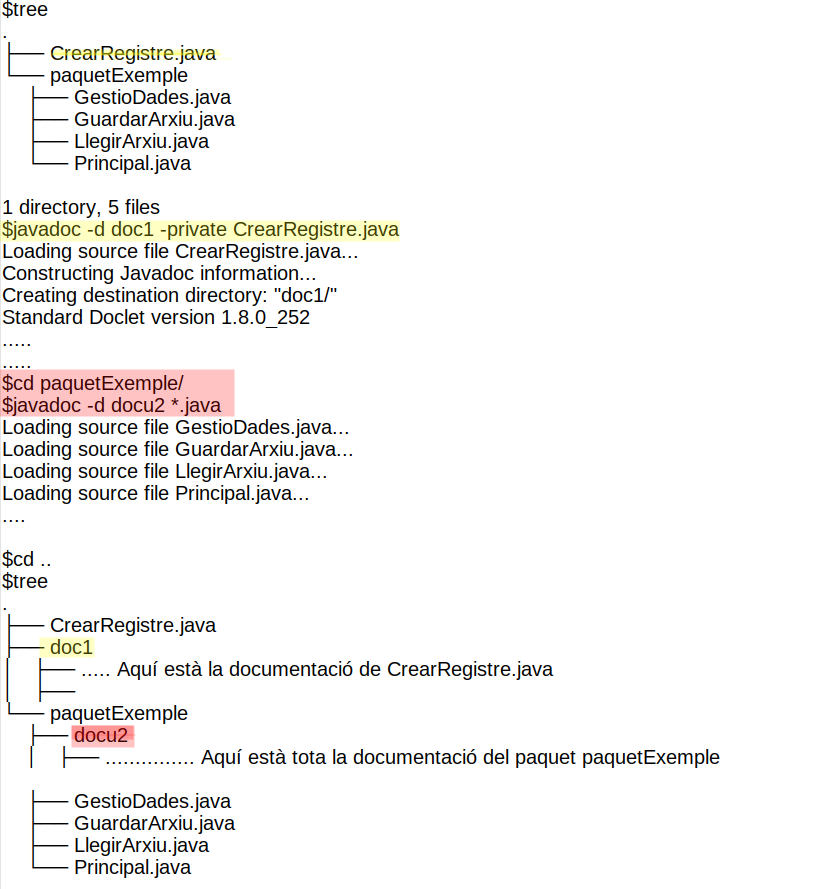 $tree
.
├── CrearRegistre.java
└── paquetExemple
    ├── GestioDades.java
    ├── GuardarArxiu.java
    ├── LlegirArxiu.java
    └── Principal.java
1 directory, 5 files
$javadoc -d doc1 -private CrearRegistre.java
Loading source file CrearRegistre.java...
Constructing Javadoc information...
Creating destination directory: "doc1/"
Standard Doclet version 1.8.0_252
.....
.....
$cd paquetExemple/
$javadoc -d docu2 *.java
Loading source file GestioDades.java...
Loading source file GuardarArxiu.java...
Loading source file LlegirArxiu.java...
Loading source file Principal.java...
....
$cd ..
$tree
.
├── CrearRegistre.java
├── doc1
│   ├── ..... Aquí està la documentació de CrearRegistre.java
│   ├──
└── paquetExemple
    ├── docu2
    │   ├── ............... Aquí està tota la documentació del paquet paquetExemple
    ├── GestioDades.java
    ├── GuardarArxiu.java
    ├── LlegirArxiu.java
    └── Principal.java